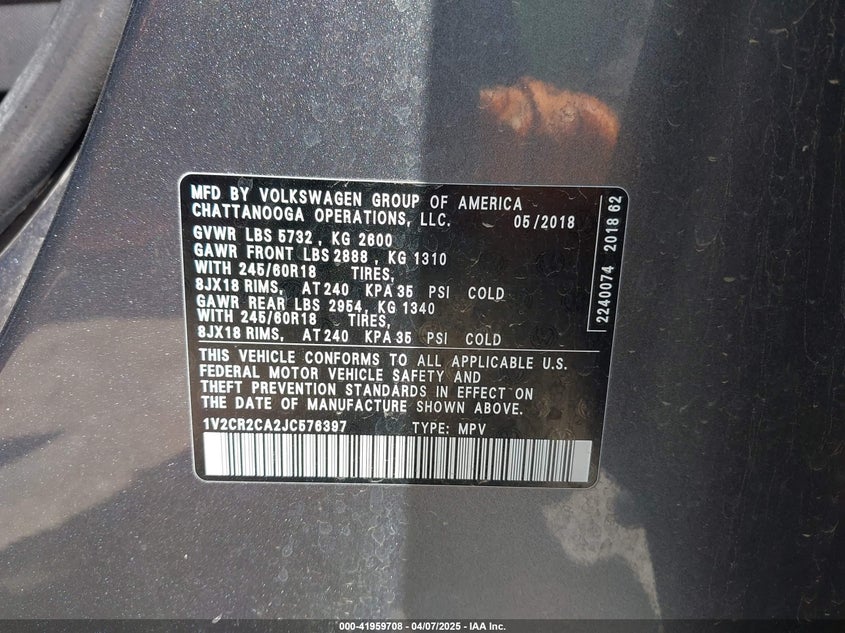 MFD BY VOLKSWAGEN GROUP OF AMERICA
CHATTANOOGA OPERATIONS, LLC. 05/2018
GVWR LBS 5732 , KG 2600
GAWR FRONT LBS 2888 , KG 1310
WITH 245/60R18 TIRES,
8JX18 RIMS, AT 240 KPA 35 PSI COLD
GAWR REAR LBS 2954 , KG 1340
WITH 245/60R18 TIRES,
8JX18 RIMS, AT 240 KPA 35 PSI COLD
THIS VEHICLE CONFORMS TO ALL APPLICABLE U.S.
FEDERAL MOTOR VEHICLE SAFETY AND
THEFT PREVENTION STANDARDS IN EFFECT ON
THE DATE OF MANUFACTURE SHOWN ABOVE.
1V2CR2CA2JC576397 TYPE: MPV
2240074 2018 62
000-41959708 - 04/07/2025 - IAA Inc.